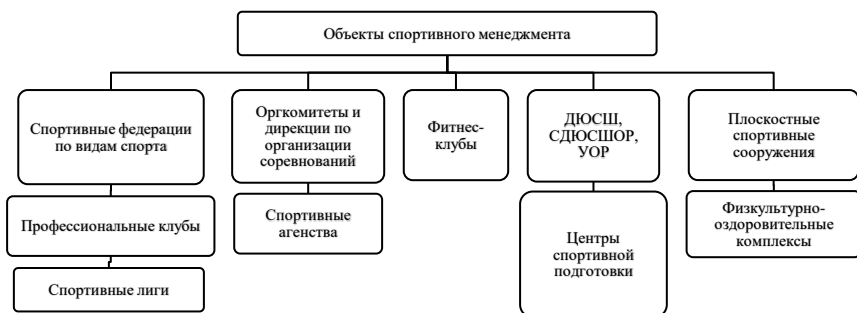 Объекты спортивного менеджмента
Спортивные федерации
по видам спорта
Оргкомитеты и
дирекции по
организации
соревнований
Фитнес-
клубы
ДЮСШ,
СДЮСШОР,
УОР
Плоскостные
спортивные
сооружения
Профессиональные клубы
Спортивные
агенства
Центры
спортивной
подготовки
Физкультурно-
оздоровительные
комплексы
Спортивные лиги